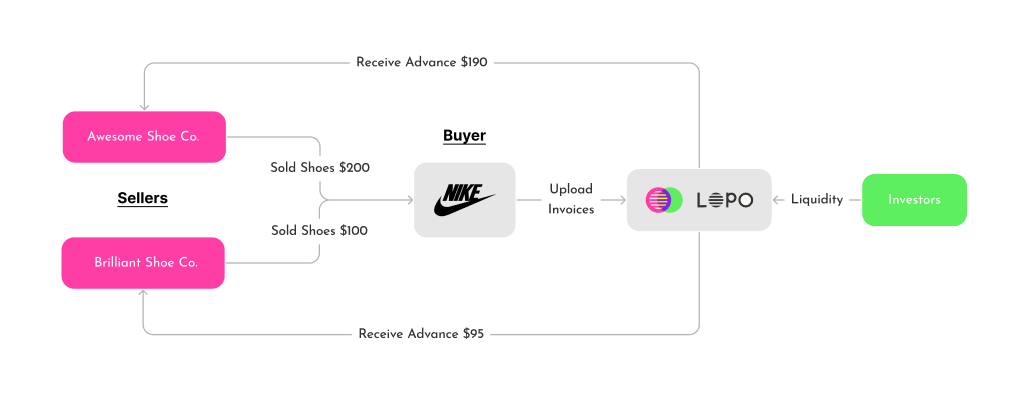 Receive Advance $190
Awesome Shoe Co.
Buyer
Sold Shoes $200
NIKE
Upload
Invoices
LOPO
Liquidity
Investors
Sellers
Sold Shoes $100
Brilliant Shoe Co.
Receive Advance $95